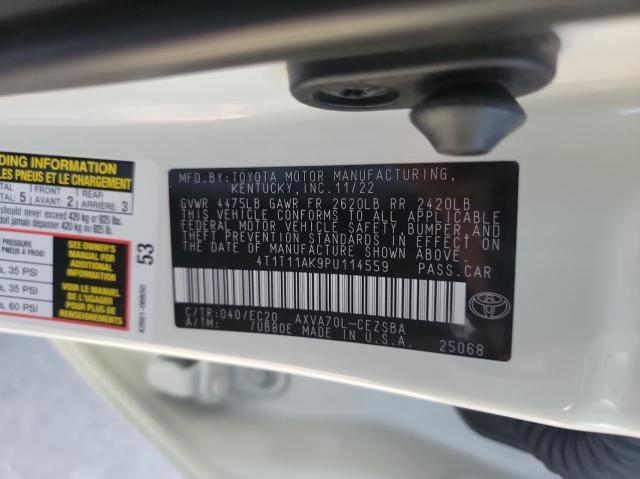 DING INFORMATION
LES PNEUS ET LE CHARGEMENT
TAL : 5 FRONT AVANT : 2 REAR ARRIÈRE : 3
should never exceed 420 kg or 925 lbs.
doit jamais dépasser 420 kg ou 925 lb.
a, 35 PSI
a, 35 PSI
a, 60 PSI
SEE OWNER'S
MANUAL FOR
ADDITIONAL
INFORMATION
VOIR LE MANUEL
DE L'USAGER
POUR PLUS DE
RENSEIGNEMENTS
53
MFD. BY: TOYOTA MOTOR MANUFACTURING,
KENTUCKY, INC. 11/22
GVWR 4475LB GAWR FR 2620LB RR 2420LB
THIS VEHICLE CONFORMS TO ALL APPLICABLE
FEDERAL MOTOR VEHICLE SAFETY, BUMPER, AND
THEFT PREVENTION STANDARDS IN EFFECT ON
THE DATE OF MANUFACTURE SHOWN ABOVE.
4T1T11AK9PU114559 PASS.CAR
C/TR: 040/EC20 AXVA70L-CEZSBA
A/TM: 7UB80E MADE IN U.S.A.
25068
TOYOTA